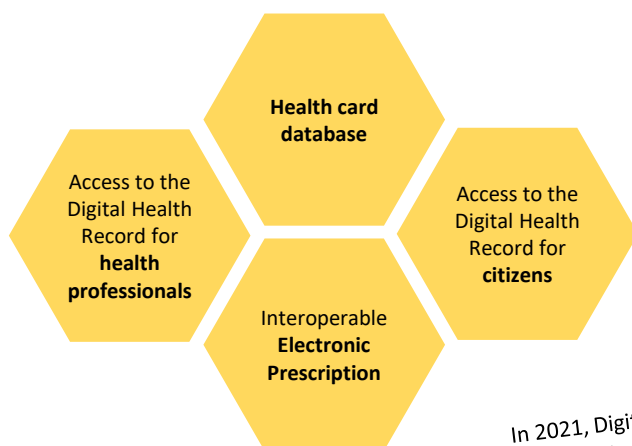 Health card
database
Access to the
Digital Health
Record for
health
professionals
Access to the
Digital Health
Record for
citizens
Interoperable
Electronic
Prescription
In 2021,